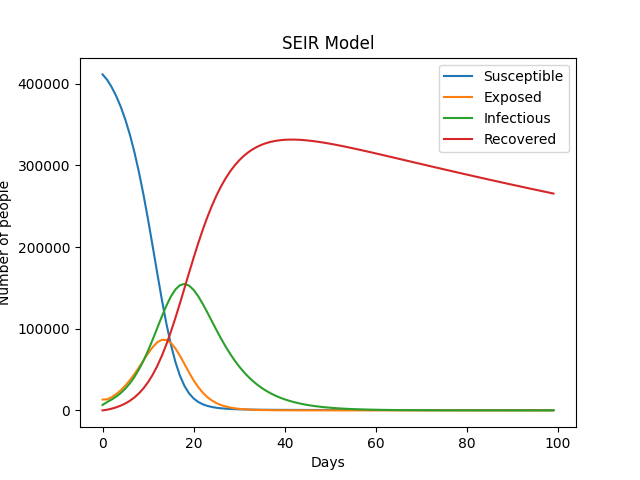 SEIR Model
400000
300000
200000
100000
0
Number of people
0 20 40 60 80 100
Days
Susceptible
Exposed
Infectious
Recovered